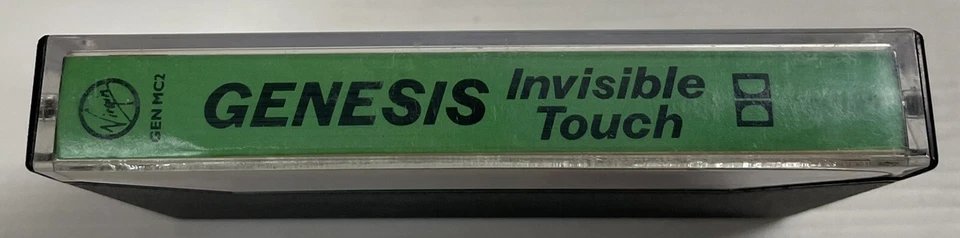 Virgin
GEN MC2
GENESIS
Invisible
Touch